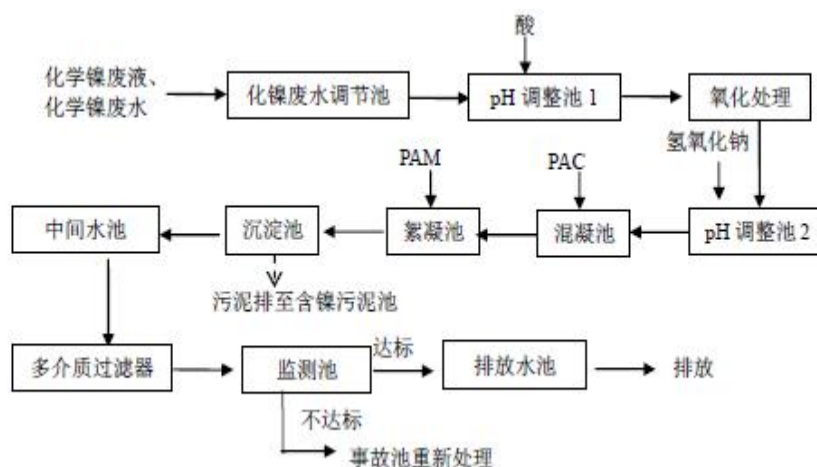 酸
化学镍废液、
化学镍废水
化镍废水调节池
pH 调整池 1
氧化处理
氢氧化钠
PAM
PAC
中间水池
沉淀池
絮凝池
混凝池
pH 调整池 2
污泥排至含镍污泥池
多介质过滤器
监测池
达标
排放水池
排放
不达标
事故池重新处理